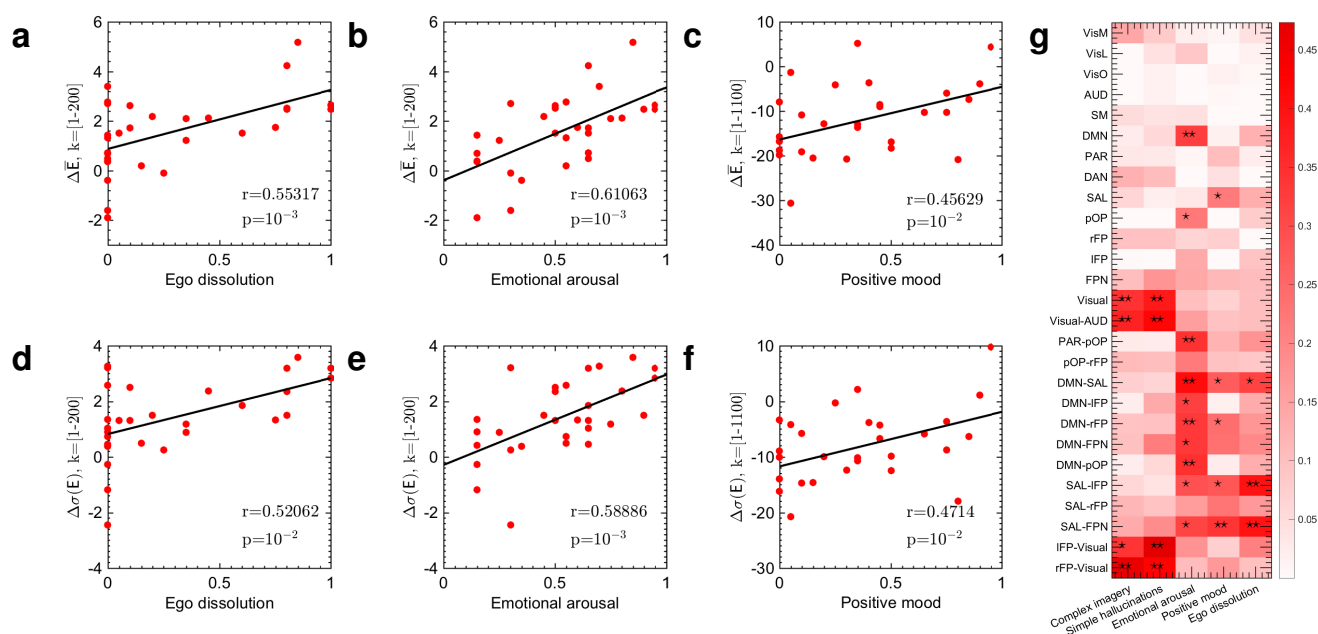 a
6
4
2
0
-2
ΔE̅, k=[1-200]
r=0.55317
p=10⁻³
0
0.5
1
Ego dissolution
b
6
4
2
0
-2
ΔE̅, k=[1-200]
r=0.61063
p=10⁻³
0
0.5
1
Emotional arousal
c
10
0
-10
-20
-30
-40
ΔE̅, k=[1-1100]
r=0.45629
p=10⁻²
0
0.5
1
Positive mood
d
4
2
0
-2
-4
Δσ(E), k=[1-200]
r=0.52062
p=10⁻²
0
0.5
1
Ego dissolution
e
4
2
0
-2
-4
Δσ(E), k=[1-200]
r=0.58886
p=10⁻³
0
0.5
1
Emotional arousal
f
10
0
-10
-20
-30
Δσ(E), k=[1-1100]
r=0.4714
p=10⁻²
0
0.5
1
Positive mood
g
VisM
VisL
VisO
AUD
SM
DMN **
PAR
DAN
SAL *
pOP *
rFP
lFP
FPN
Visual ** **
Visual-AUD ** **
PAR-pOP **
pOP-rFP
DMN-SAL ** * *
DMN-lFP *
DMN-rFP ** *
DMN-FPN *
DMN-pOP **
SAL-lFP * * **
SAL-rFP
SAL-FPN * ** **
lFP-Visual * **
rFP-Visual ** **
Complex imagery
Simple hallucinations
Emotional arousal
Positive mood
Ego dissolution
0.45
0.4
0.35
0.3
0.25
0.2
0.15
0.1
0.05